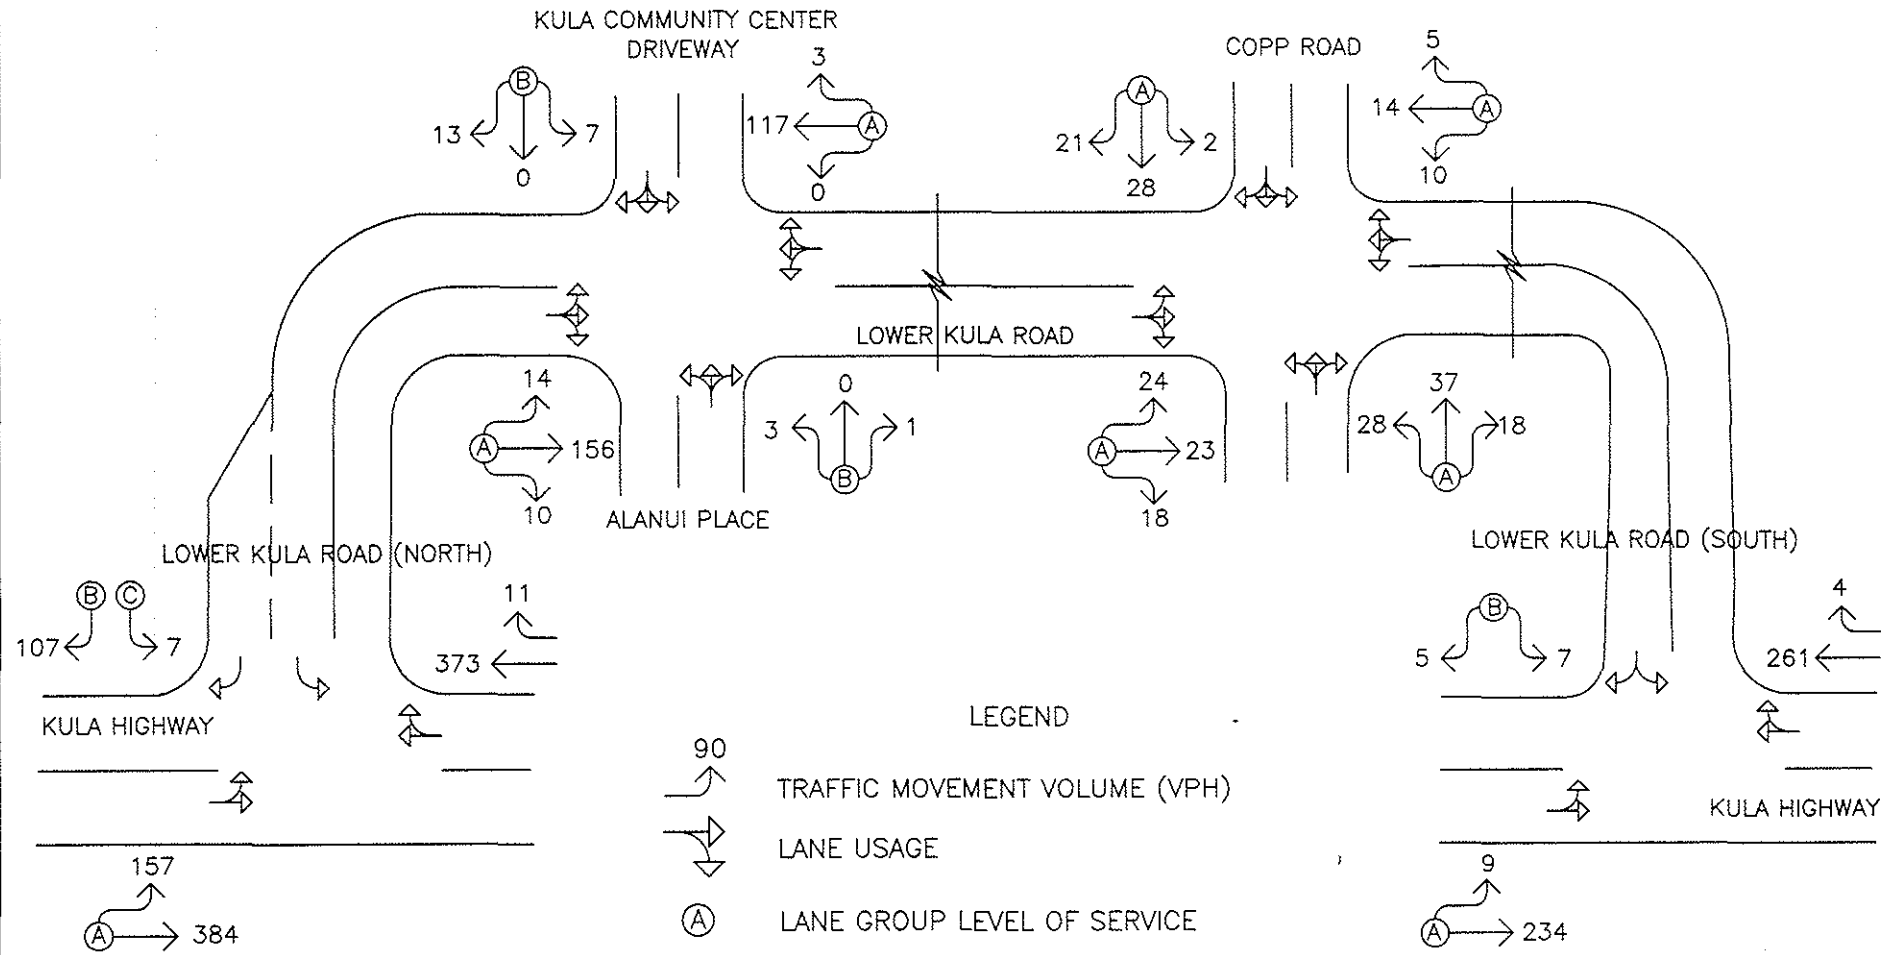 KULA COMMUNITY CENTER
DRIVEWAY
COPP ROAD
B
13
7
0
3
117
A
0
A
21
2
28
5
14
A
10
LOWER KULA ROAD
14
A
156
10
0
3
1
B
24
A
23
18
37
28
18
A
ALANUI PLACE
LOWER KULA ROAD (NORTH)
LOWER KULA ROAD (SOUTH)
B C
107
7
11
373
B
5
7
4
261
KULA HIGHWAY
LEGEND
90
TRAFFIC MOVEMENT VOLUME (VPH)
LANE USAGE
A
LANE GROUP LEVEL OF SERVICE
KULA HIGHWAY
157
A
384
9
A
234